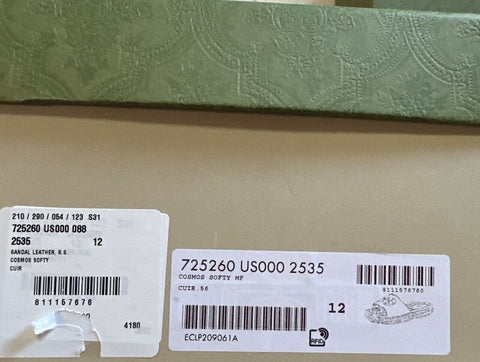 210 / 290 / 054 / 123 S31
725260 US000 088
2535 12
SANDAL LEATHER, R.S.
COSMOS SOFTY
CUIR
811157676
4180
725260 US000 2535
COSMOS SOFTY MF
CUIR.56
8111576760
12
ECLP209061A
RFID